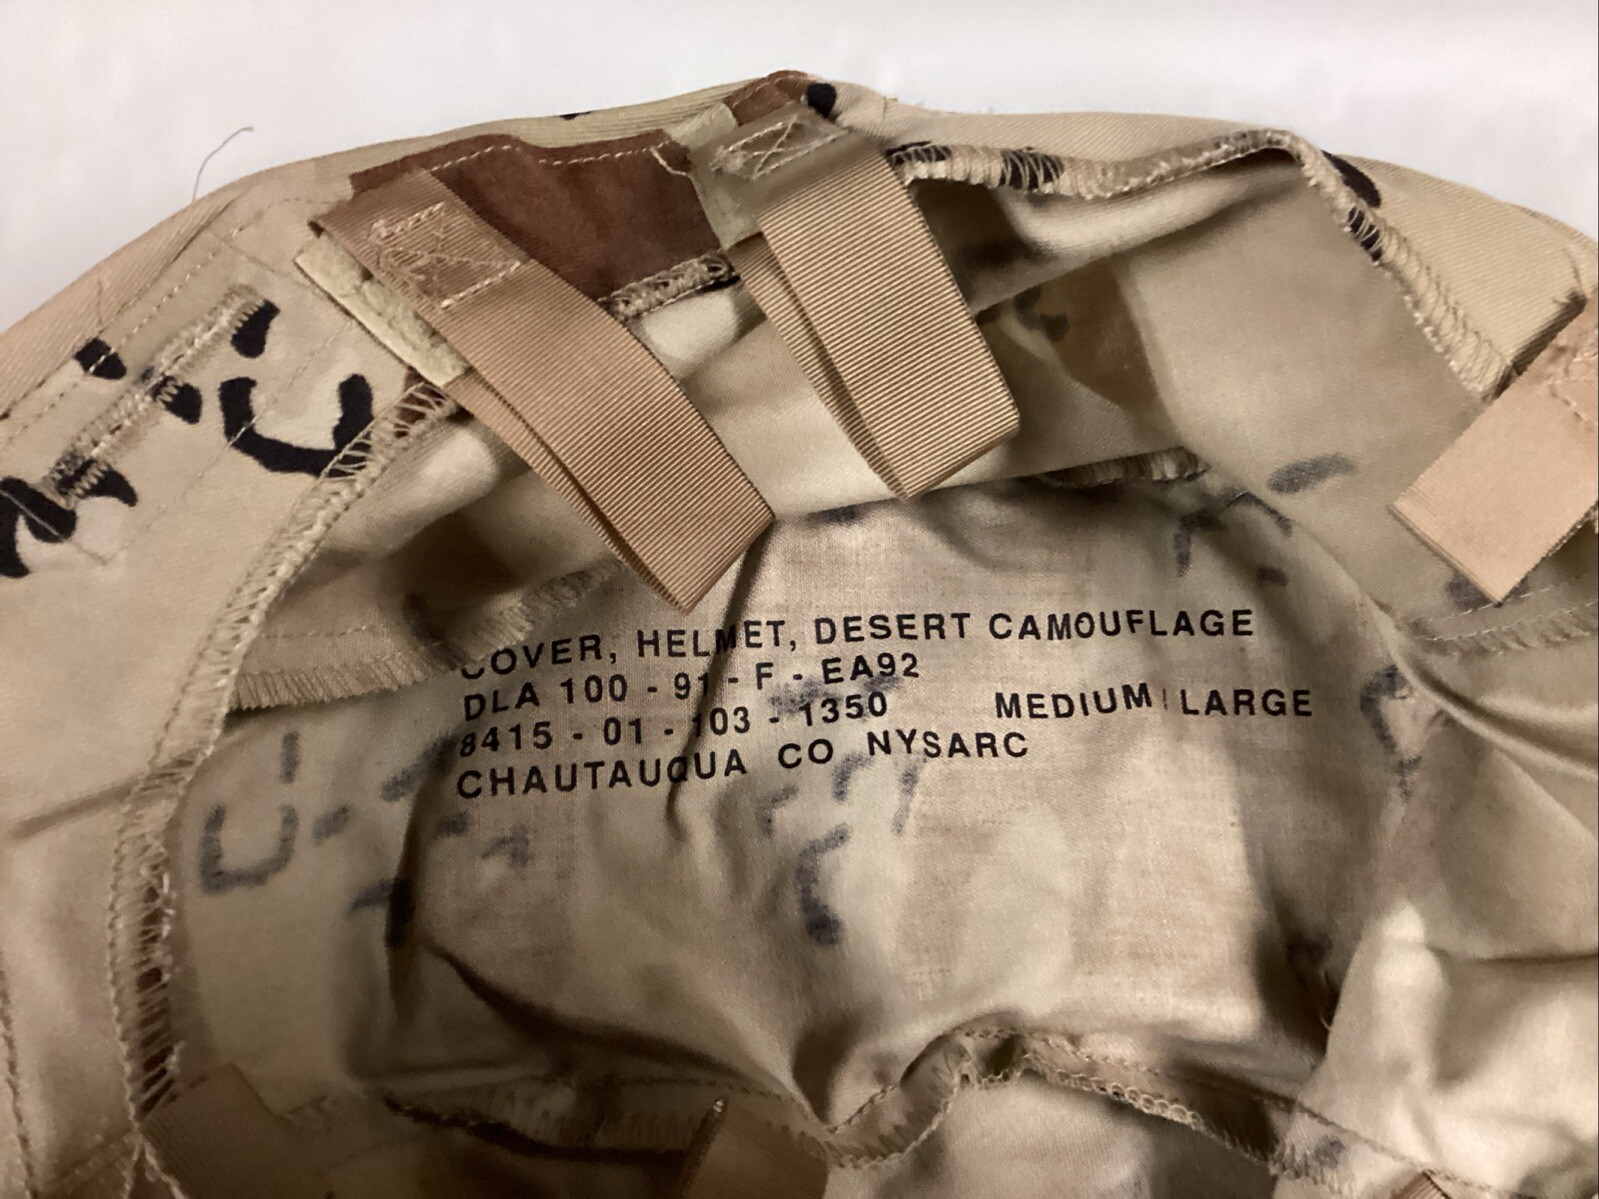 COVER, HELMET, DESERT CAMOUFLAGE
DLA 100 - 91 - F - EA92
8415 - 01 - 103 - 1350 MEDIUM | LARGE
CHAUTAUQUA CO NYSARC